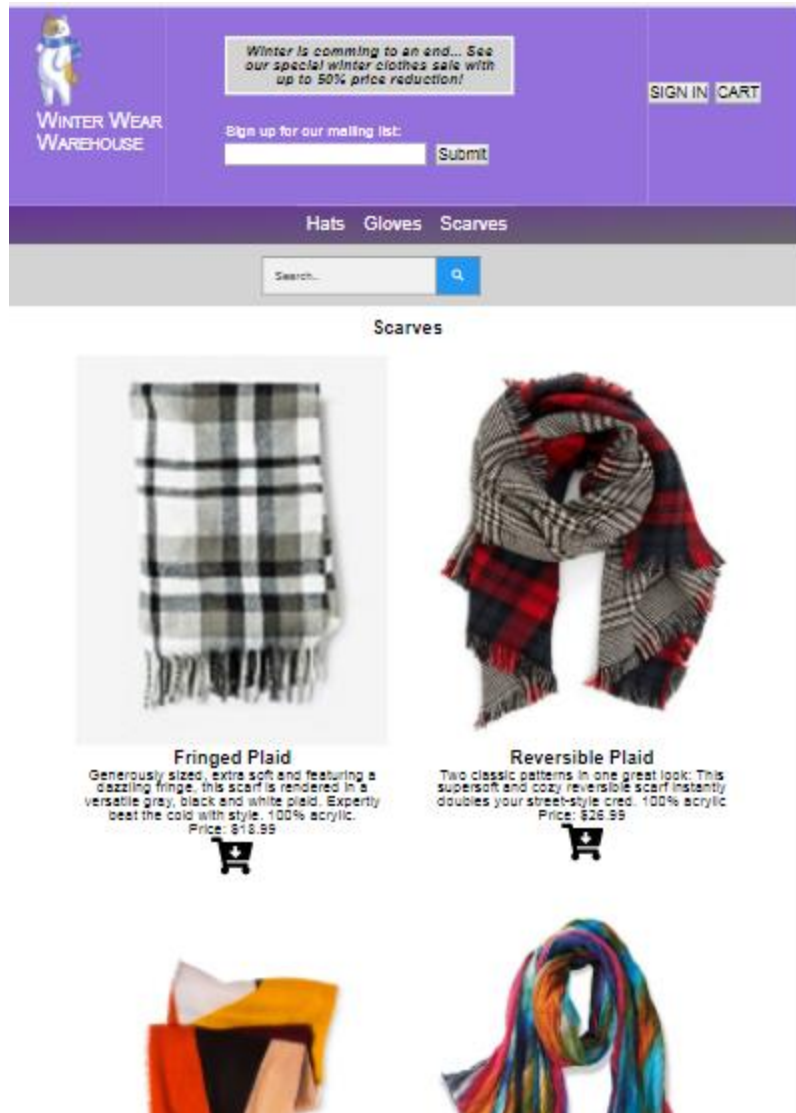 Winter is comming to an end... See
our special winter clothes sale with
up to 50% price reduction!
SIGN IN CART
WINTER WEAR
WAREHOUSE
Sign up for our mailing list:
Submit
Hats Gloves Scarves
Search..
Scarves
Fringed Plaid
Generously sized, extra soft and featuring a
dazzling fringe, this scarf is rendered in a
versatile gray, black and white plaid. Expertly
beat the cold with style. 100% acrylic.
Price: $18.99
Reversible Plaid
Two classic patterns in one great look: This
supersoft and cozy reversible scarf instantly
doubles your street-style cred. 100% acrylic
Price: $26.99